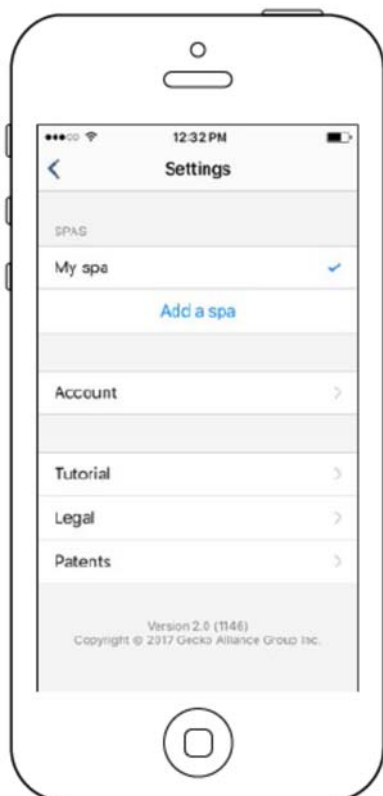 12:32 PM
Settings
SPAS
My spa
Add a spa
Account
Tutorial
Legal
Patents
Version 2.0 (1146)
Copyright © 2017 Gecko Alliance Group Inc.